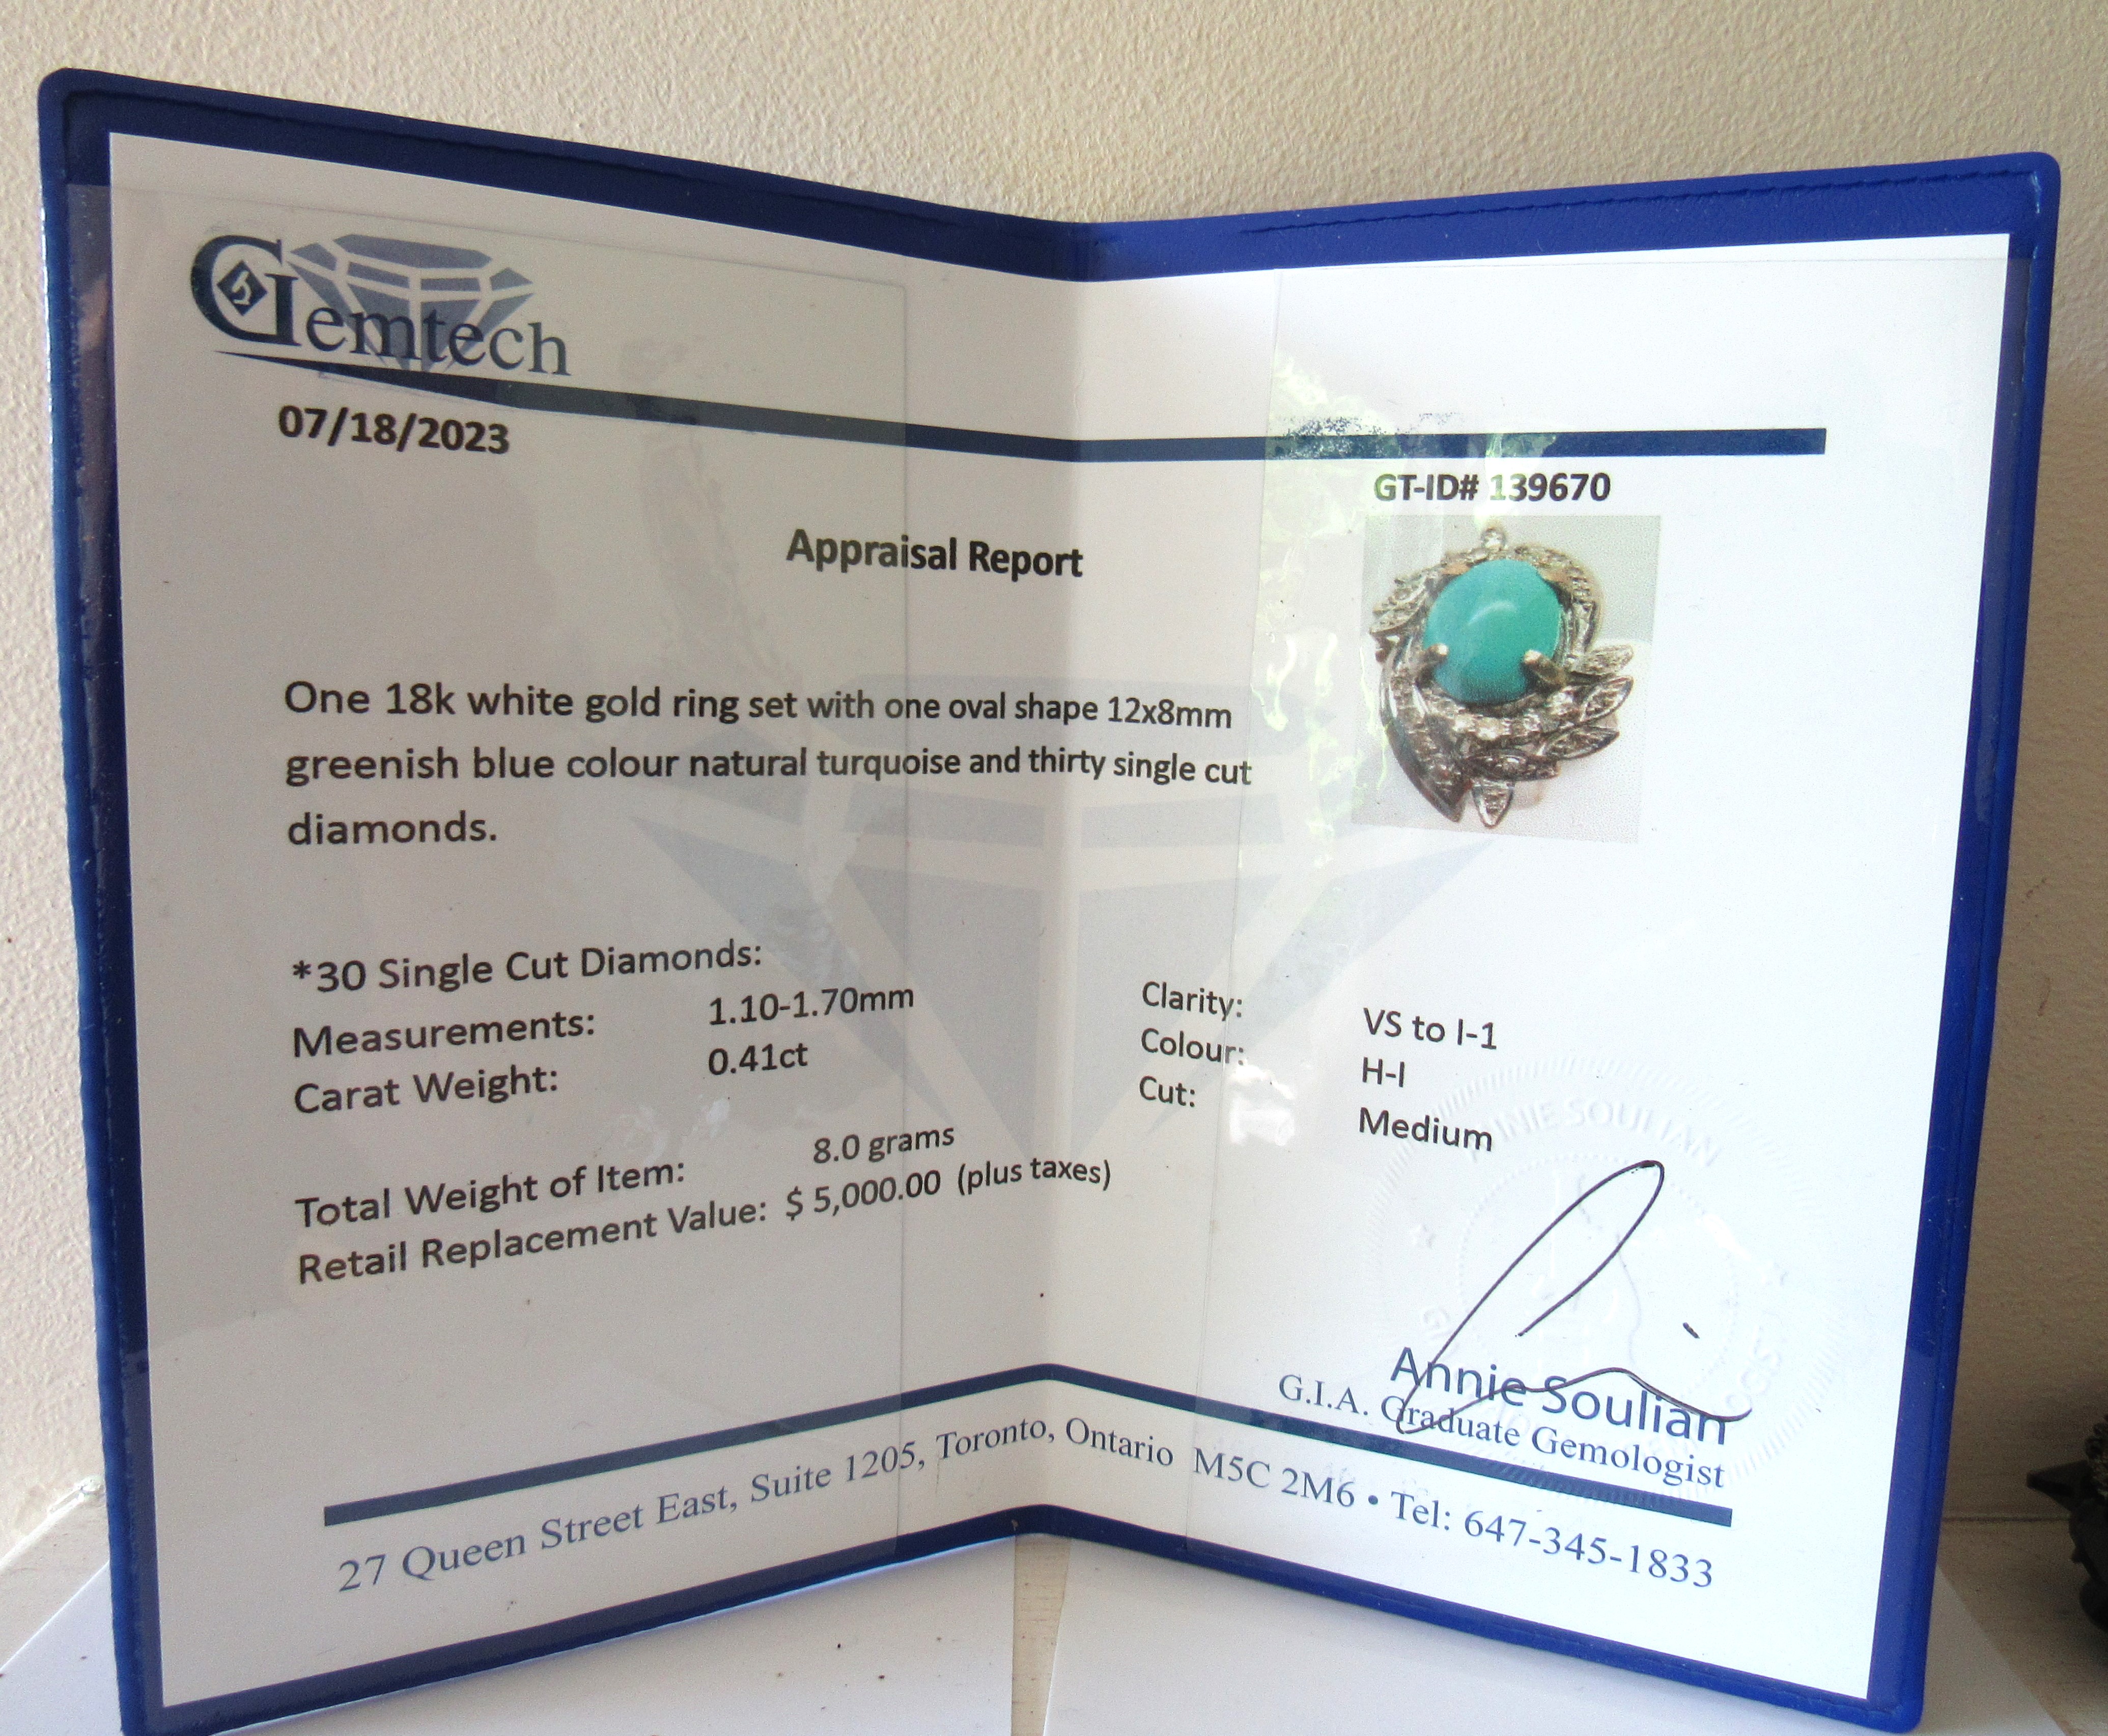 Gemtech
07/18/2023
GT-ID# 139670
Appraisal Report
One 18k white gold ring set with one oval shape 12x8mm
greenish blue colour natural turquoise and thirty single cut
diamonds.
*30 Single Cut Diamonds:
Measurements: 1.10-1.70mm Clarity: VS to I-1
Carat Weight: 0.41ct Colour: H-I
Cut: Medium
Total Weight of Item: 8.0 grams
Retail Replacement Value: $ 5,000.00 (plus taxes)
ANNIE SOULIAN
Annie Soulian
G.I.A. Graduate Gemologist
27 Queen Street East, Suite 1205, Toronto, Ontario M5C 2M6 • Tel: 647-345-1833